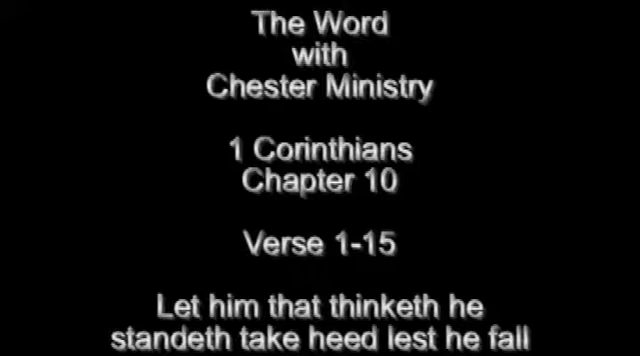 The Word
with
Chester Ministry
1 Corinthians
Chapter 10
Verse 1-15
Let him that thinketh he
standeth take heed lest he fall